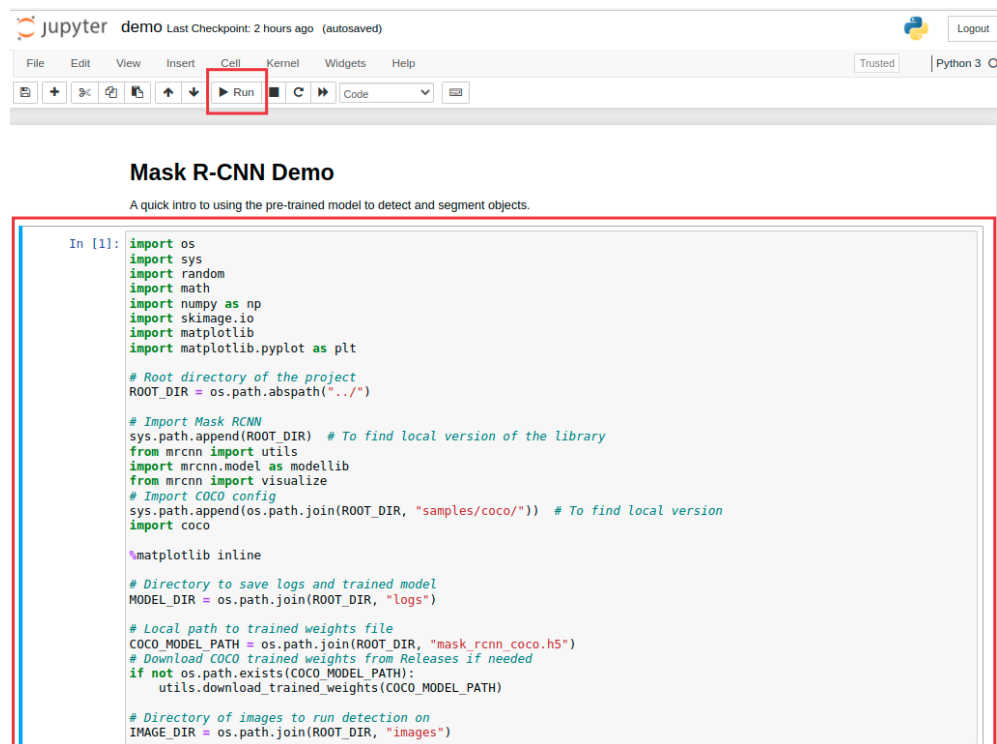 jupyter demo Last Checkpoint: 2 hours ago (autosaved) Logout
File Edit View Insert Cell Kernel Widgets Help Trusted Python 3
Run Code
Mask R-CNN Demo
A quick intro to using the pre-trained model to detect and segment objects.
In [1]: import os
import sys
import random
import math
import numpy as np
import skimage.io
import matplotlib
import matplotlib.pyplot as plt
# Root directory of the project
ROOT_DIR = os.path.abspath("../")
# Import Mask RCNN
sys.path.append(ROOT_DIR)  # To find local version of the library
from mrcnn import utils
import mrcnn.model as modellib
from mrcnn import visualize
# Import COCO config
sys.path.append(os.path.join(ROOT_DIR, "samples/coco/"))  # To find local version
import coco
%matplotlib inline
# Directory to save logs and trained model
MODEL_DIR = os.path.join(ROOT_DIR, "logs")
# Local path to trained weights file
COCO_MODEL_PATH = os.path.join(ROOT_DIR, "mask_rcnn_coco.h5")
# Download COCO trained weights from Releases if needed
if not os.path.exists(COCO_MODEL_PATH):
    utils.download_trained_weights(COCO_MODEL_PATH)
# Directory of images to run detection on
IMAGE_DIR = os.path.join(ROOT_DIR, "images")